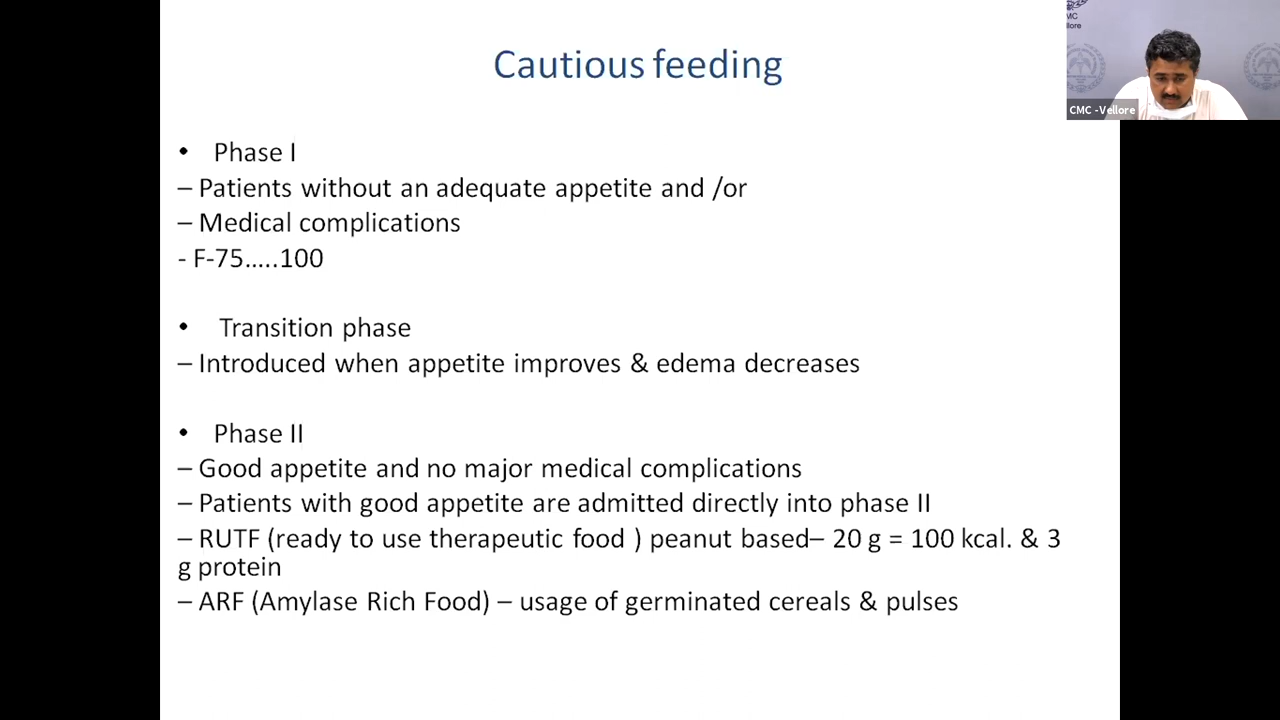 Cautious feeding
MC
llore
CMC -Vellore
• Phase I
– Patients without an adequate appetite and /or
– Medical complications
- F-75.....100
• Transition phase
– Introduced when appetite improves & edema decreases
• Phase II
– Good appetite and no major medical complications
– Patients with good appetite are admitted directly into phase II
– RUTF (ready to use therapeutic food ) peanut based– 20 g = 100 kcal. & 3
g protein
– ARF (Amylase Rich Food) – usage of germinated cereals & pulses